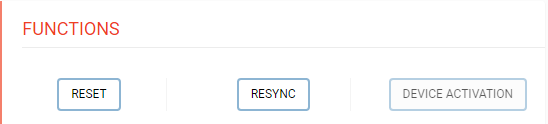 FUNCTIONS
RESET RESYNC DEVICE ACTIVATION